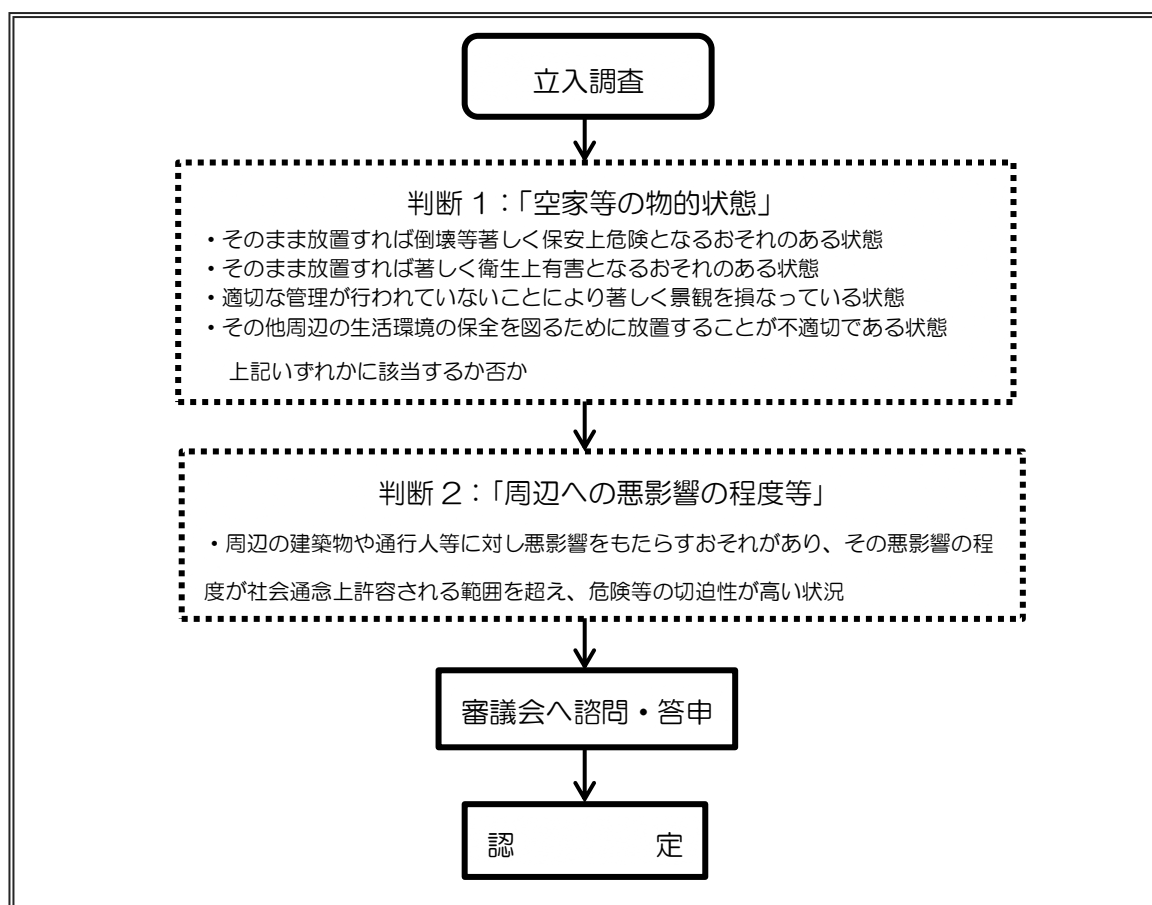 立入調査
判断1：「空家等の物的状態」
・そのまま放置すれば倒壊等著しく保安上危険となるおそれのある状態
・そのまま放置すれば著しく衛生上有害となるおそれのある状態
・適切な管理が行われていないことにより著しく景観を損なっている状態
・その他周辺の生活環境の保全を図るために放置することが不適切である状態
上記いずれかに該当するか否か
判断2：「周辺への悪影響の程度等」
・周辺の建築物や通行人等に対し悪影響をもたらすおそれがあり、その悪影響の程
度が社会通念上許容される範囲を超え、危険等の切迫性が高い状況
審議会へ諮問・答申
認　　　　定